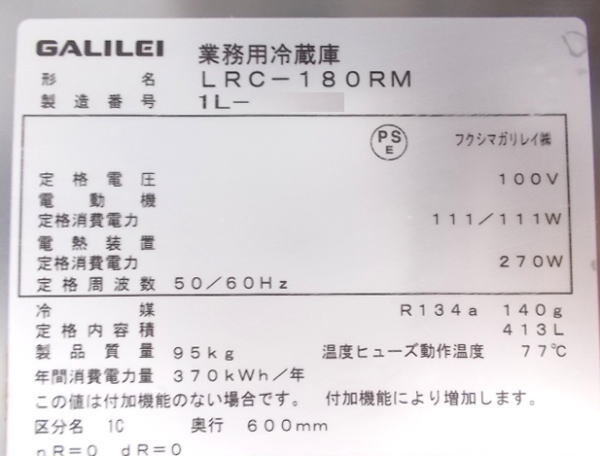 GALILEI 業務用冷蔵庫
形名 LRC－180RM
製造番号 1L－
PS E フクシマガリレイ㈱
定格電圧 100V
電動機
定格消費電力 111／111W
電熱装置
定格消費電力 270W
定格周波数 50／60Hz
冷媒 R134a 140g
定格内容積 413L
製品質量 95kg 温度ヒューズ動作温度 77℃
年間消費電力量 370kWh／年
この値は付加機能のない場合です。 付加機能により増加します。
区分名 1C 奥行 600mm
nR=0 dR=0